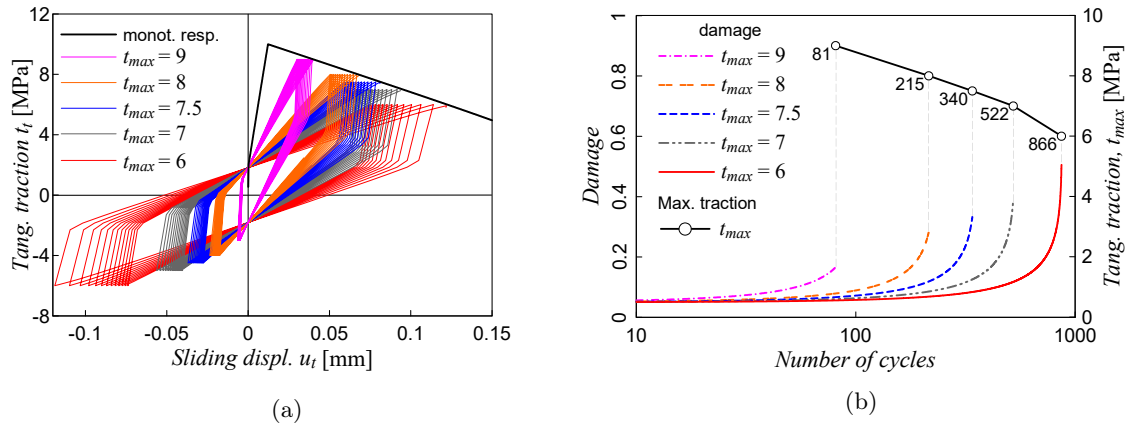 12
8
4
0
-4
-8
Tang. traction t_t [MPa]
monot. resp.
t_max = 9
t_max = 8
t_max = 7.5
t_max = 7
t_max = 6
-0.1
-0.05
0
0.05
0.1
0.15
Sliding displ. u_t [mm]
(a)
1
0.8
0.6
0.4
0.2
0
Damage
damage
t_max = 9
t_max = 8
t_max = 7.5
t_max = 7
t_max = 6
Max. traction
t_max
81
215
340
522
866
10
8
6
4
2
0
Tang. traction, t_max [MPa]
10
100
1000
Number of cycles
(b)